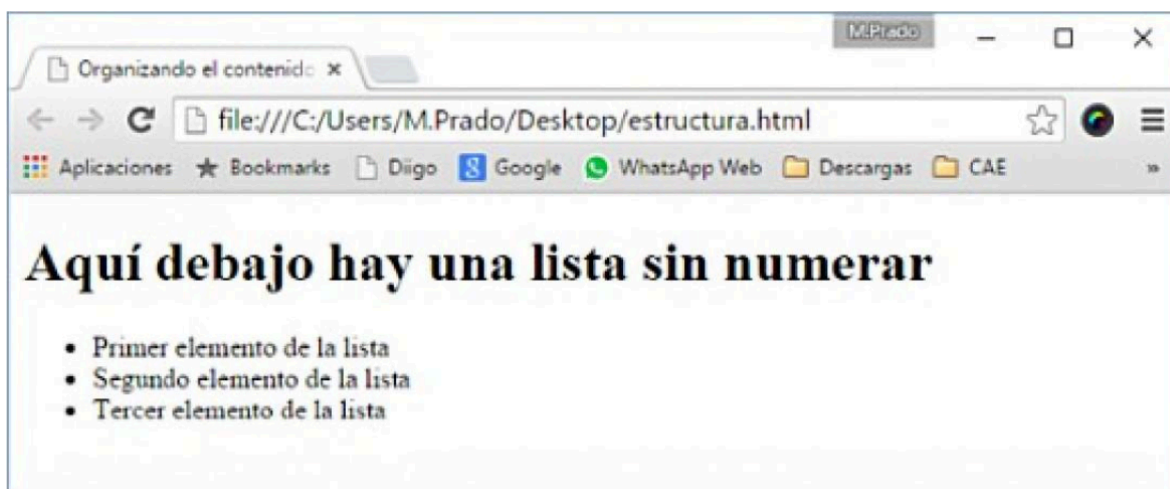 M.Prado
Organizando el contenido
file:///C:/Users/M.Prado/Desktop/estructura.html
Aplicaciones Bookmarks Diigo Google WhatsApp Web Descargas CAE »
Aquí debajo hay una lista sin numerar
• Primer elemento de la lista
• Segundo elemento de la lista
• Tercer elemento de la lista